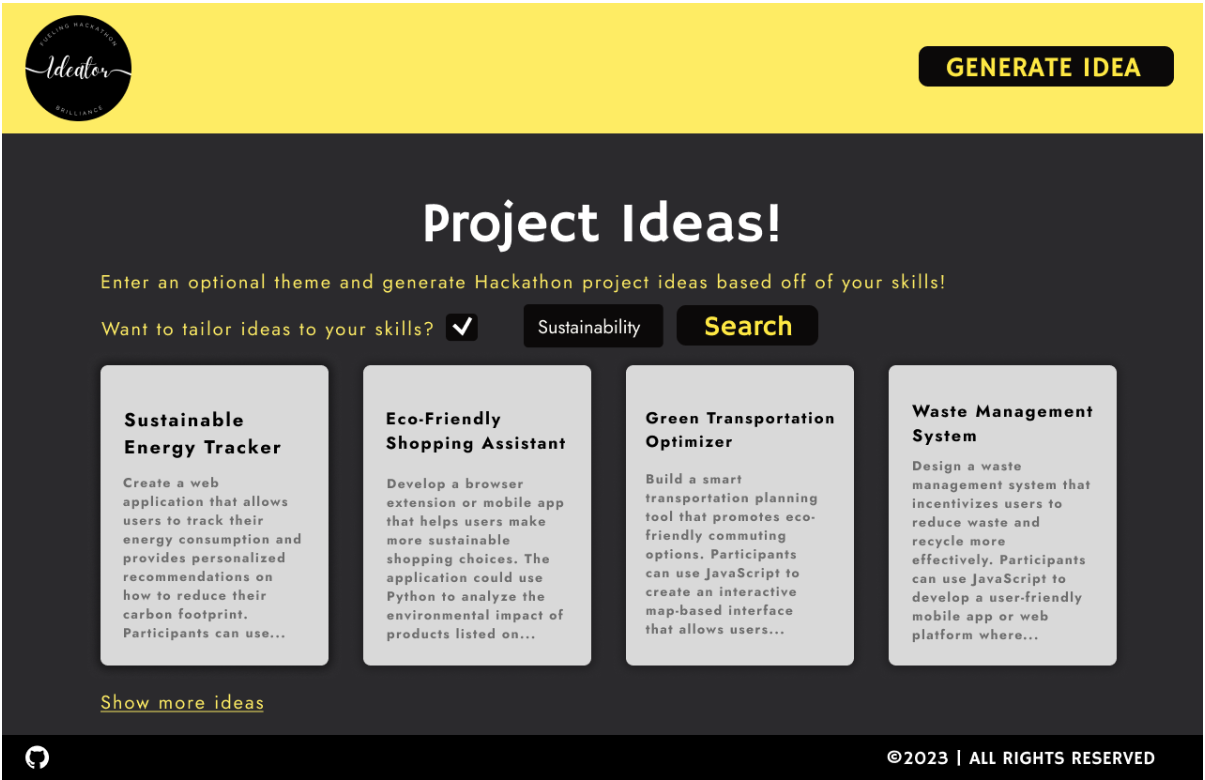 FUELING HACKATHON
Ideator
BRILLIANCE
GENERATE IDEA
Project Ideas!
Enter an optional theme and generate Hackathon project ideas based off of your skills!
Want to tailor ideas to your skills?
Sustainability
Search
Sustainable
Energy Tracker
Create a web
application that allows
users to track their
energy consumption and
provides personalized
recommendations on
how to reduce their
carbon footprint.
Participants can use...
Eco-Friendly
Shopping Assistant
Develop a browser
extension or mobile app
that helps users make
more sustainable
shopping choices. The
application could use
Python to analyze the
environmental impact of
products listed on...
Green Transportation
Optimizer
Build a smart
transportation planning
tool that promotes eco-
friendly commuting
options. Participants
can use JavaScript to
create an interactive
map-based interface
that allows users...
Waste Management
System
Design a waste
management system that
incentivizes users to
reduce waste and
recycle more
effectively. Participants
can use JavaScript to
develop a user-friendly
mobile app or web
platform where...
Show more ideas
©2023 | ALL RIGHTS RESERVED